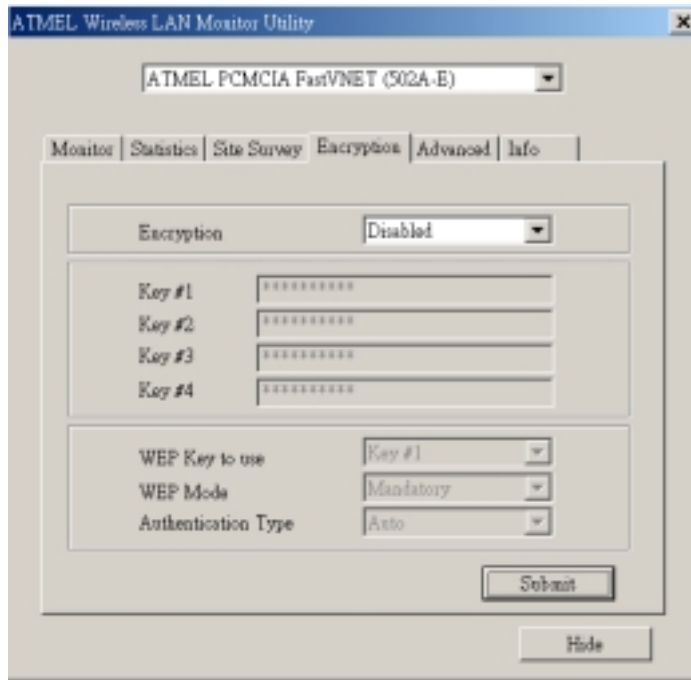 ATMEL Wireless LAN Monitor Utility
ATMEL PCMCIA FastVNET (502A-E)
Monitor Statistics Site Survey Encryption Advanced Info
Encryption Disabled
Key #1 **********
Key #2 **********
Key #3 **********
Key #4 **********
WEP Key to use Key #1
WEP Mode Mandatory
Authentication Type Auto
Submit
Hide